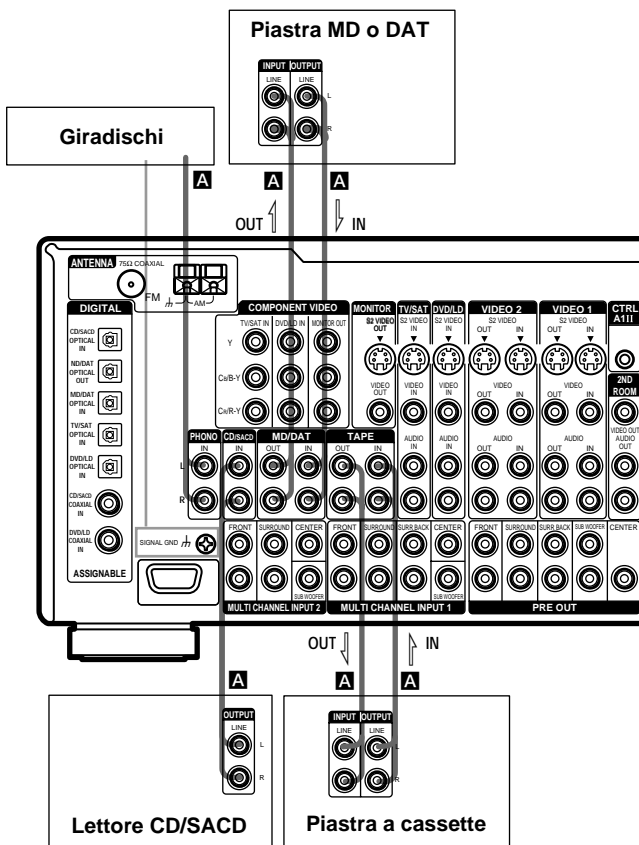 Piastra MD o DAT
INPUT OUTPUT
LINE LINE
L
R
Giradischi
A A A
OUT IN
ANTENNA 75Ω COAXIAL
FM AM
DIGITAL
CD/SACD OPTICAL IN
MD/DAT OPTICAL OUT
MD/DAT OPTICAL IN
TV/SAT OPTICAL IN
DVD/LD OPTICAL IN
CD/SACD COAXIAL IN
DVD/LD COAXIAL IN
ASSIGNABLE
COMPONENT VIDEO
TV/SAT IN DVD/LD IN MONITOR OUT
Y
CB/B-Y
CR/R-Y
MONITOR TV/SAT DVD/LD VIDEO 2 VIDEO 1 CTRL A1II
S2 VIDEO OUT S2 VIDEO IN S2 VIDEO IN S2 VIDEO OUT IN S2 VIDEO OUT IN
VIDEO OUT VIDEO IN VIDEO IN VIDEO OUT IN VIDEO OUT IN
2ND ROOM
VIDEO OUT
AUDIO OUT
PHONO CD/SACD MD/DAT TAPE
IN IN OUT IN OUT IN
AUDIO IN AUDIO IN AUDIO OUT IN AUDIO OUT IN
L
R
SIGNAL GND
FRONT SURROUND CENTER FRONT SURROUND SURR BACK CENTER FRONT SURROUND SURR BACK SUB WOOFER CENTER
SUB WOOFER SUB WOOFER
MULTI CHANNEL INPUT 2 MULTI CHANNEL INPUT 1 PRE OUT
OUT IN
A A A
OUTPUT
LINE
L
R
INPUT OUTPUT
LINE LINE
L
R
Lettore CD/SACD
Piastra a cassette